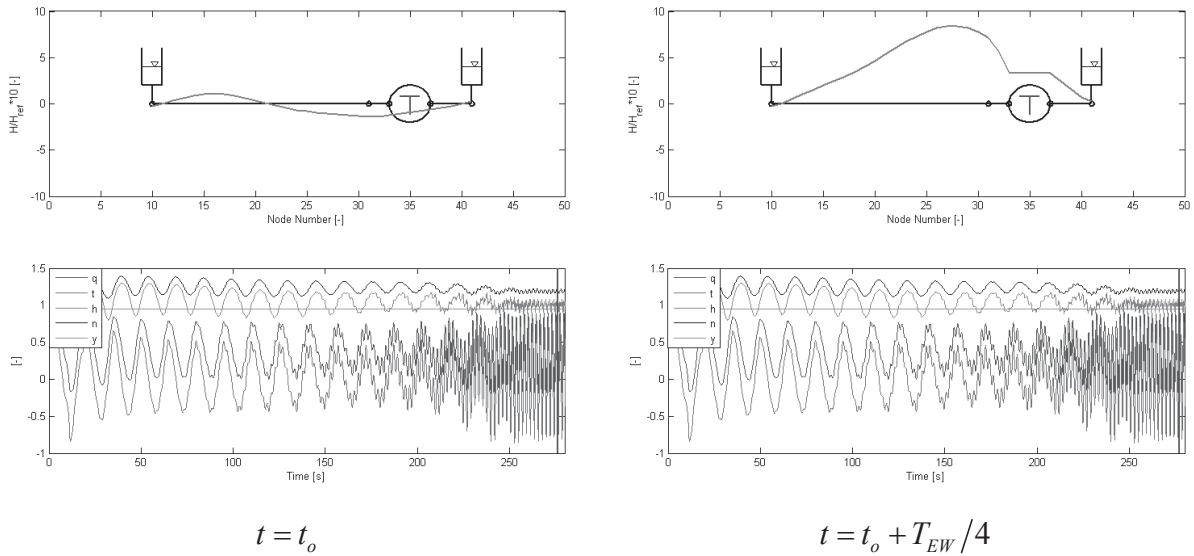 10
5
0
-5
-10
H/H_ref*10 [-]
T
0 5 10 15 20 25 30 35 40 45 50
Node Number [-]
10
5
0
-5
-10
H/H_ref*10 [-]
T
0 5 10 15 20 25 30 35 40 45 50
Node Number [-]
1.5
1
0.5
0
-0.5
-1
[-]
q
t
h
n
y
0 50 100 150 200 250
Time [s]
1.5
1
0.5
0
-0.5
-1
[-]
q
t
h
n
y
0 50 100 150 200 250
Time [s]
t = t_o
t = t_o + T_EW/4